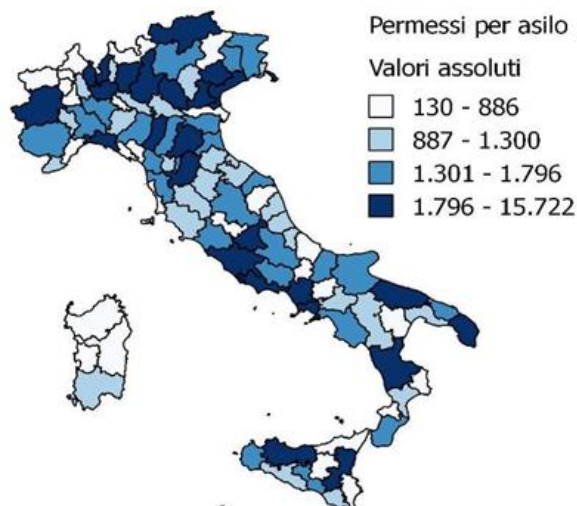 Permessi per asilo
Valori assoluti
130 - 886
887 - 1.300
1.301 - 1.796
1.796 - 15.722